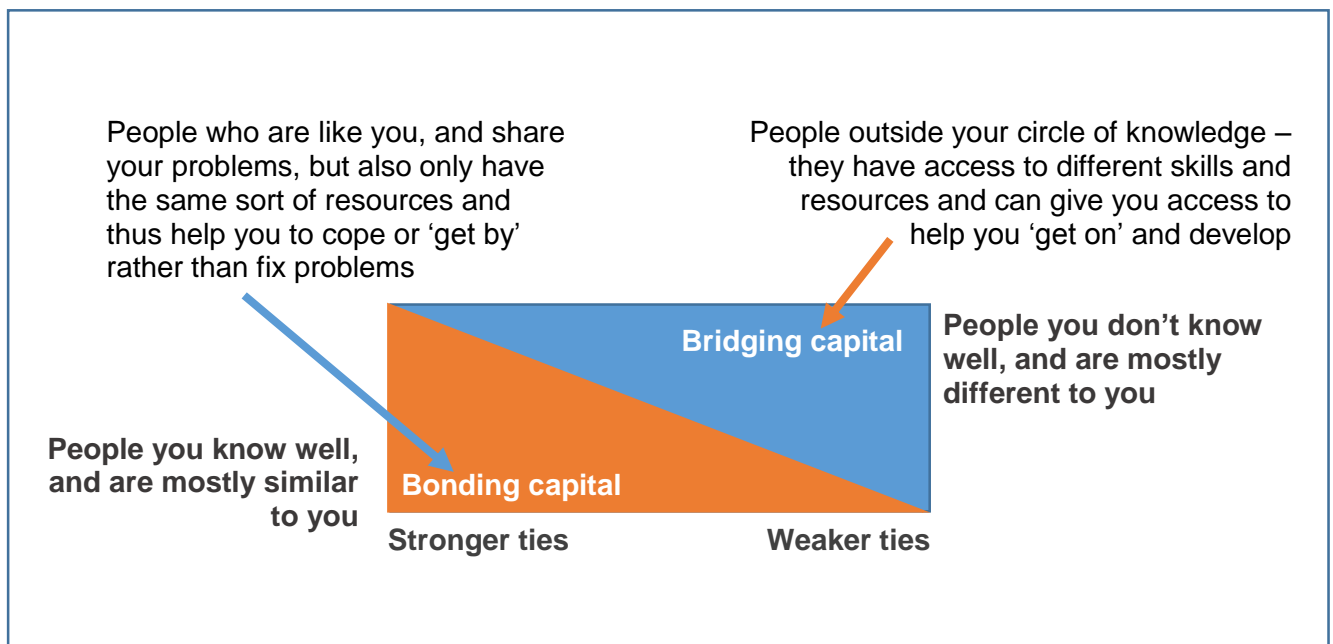 People who are like you, and share
your problems, but also only have
the same sort of resources and
thus help you to cope or ‘get by’
rather than fix problems
People outside your circle of knowledge –
they have access to different skills and
resources and can give you access to
help you ‘get on’ and develop
Bridging capital
People you don’t know
well, and are mostly
different to you
People you know well,
and are mostly similar
to you
Bonding capital
Stronger ties
Weaker ties